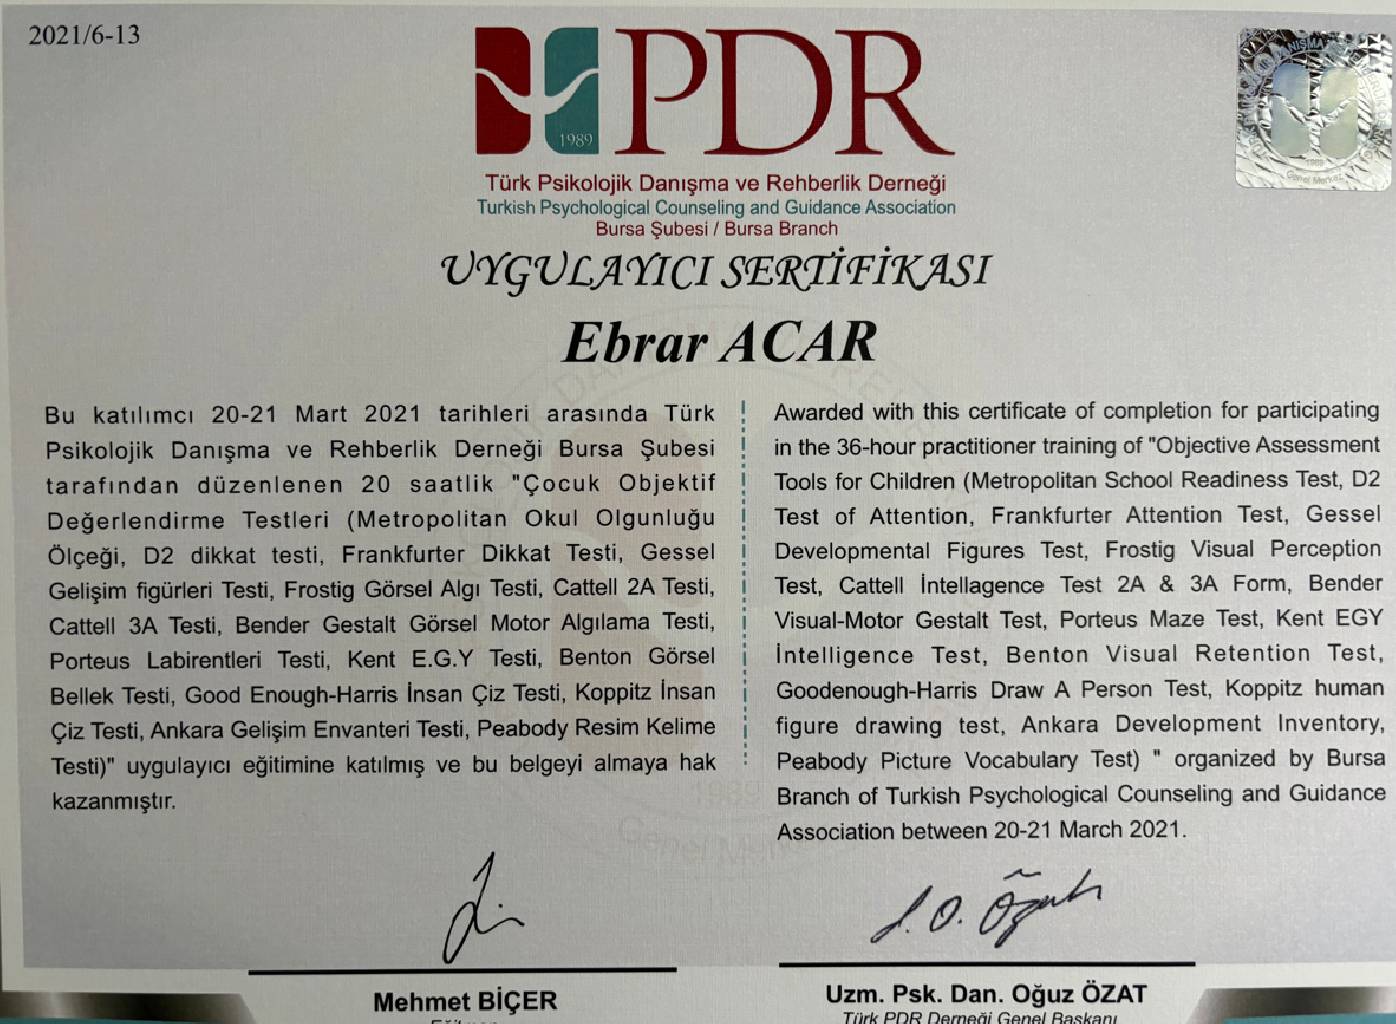 2021/6-13
PDR
1989
Türk Psikolojik Danışma ve Rehberlik Derneği
Turkish Psychological Counseling and Guidance Association
Bursa Şubesi / Bursa Branch
UYGULAYICI SERTİFİKASI
Ebrar ACAR
Bu katılımcı 20-21 Mart 2021 tarihleri arasında Türk
Psikolojik Danışma ve Rehberlik Derneği Bursa Şubesi
tarafından düzenlenen 20 saatlik "Çocuk Objektif
Değerlendirme Testleri (Metropolitan Okul Olgunluğu
Ölçeği, D2 dikkat testi, Frankfurter Dikkat Testi, Gessel
Gelişim figürleri Testi, Frostig Görsel Algı Testi, Cattell 2A Testi,
Cattell 3A Testi, Bender Gestalt Görsel Motor Algılama Testi,
Porteus Labirentleri Testi, Kent E.G.Y Testi, Benton Görsel
Bellek Testi, Good Enough-Harris İnsan Çiz Testi, Koppitz İnsan
Çiz Testi, Ankara Gelişim Envanteri Testi, Peabody Resim Kelime
Testi)" uygulayıcı eğitimine katılmış ve bu belgeyi almaya hak
kazanmıştır.
Awarded with this certificate of completion for participating
in the 36-hour practitioner training of "Objective Assessment
Tools for Children (Metropolitan School Readiness Test, D2
Test of Attention, Frankfurter Attention Test, Gessel
Developmental Figures Test, Frostig Visual Perception
Test, Cattell İntellagence Test 2A & 3A Form, Bender
Visual-Motor Gestalt Test, Porteus Maze Test, Kent EGY
İntelligence Test, Benton Visual Retention Test,
Goodenough-Harris Draw A Person Test, Koppitz human
figure drawing test, Ankara Development Inventory,
Peabody Picture Vocabulary Test) " organized by Bursa
Branch of Turkish Psychological Counseling and Guidance
Association between 20-21 March 2021.
Mehmet BİÇER
Uzm. Psk. Dan. Oğuz ÖZAT
Türk PDR Derneği Genel Başkanı